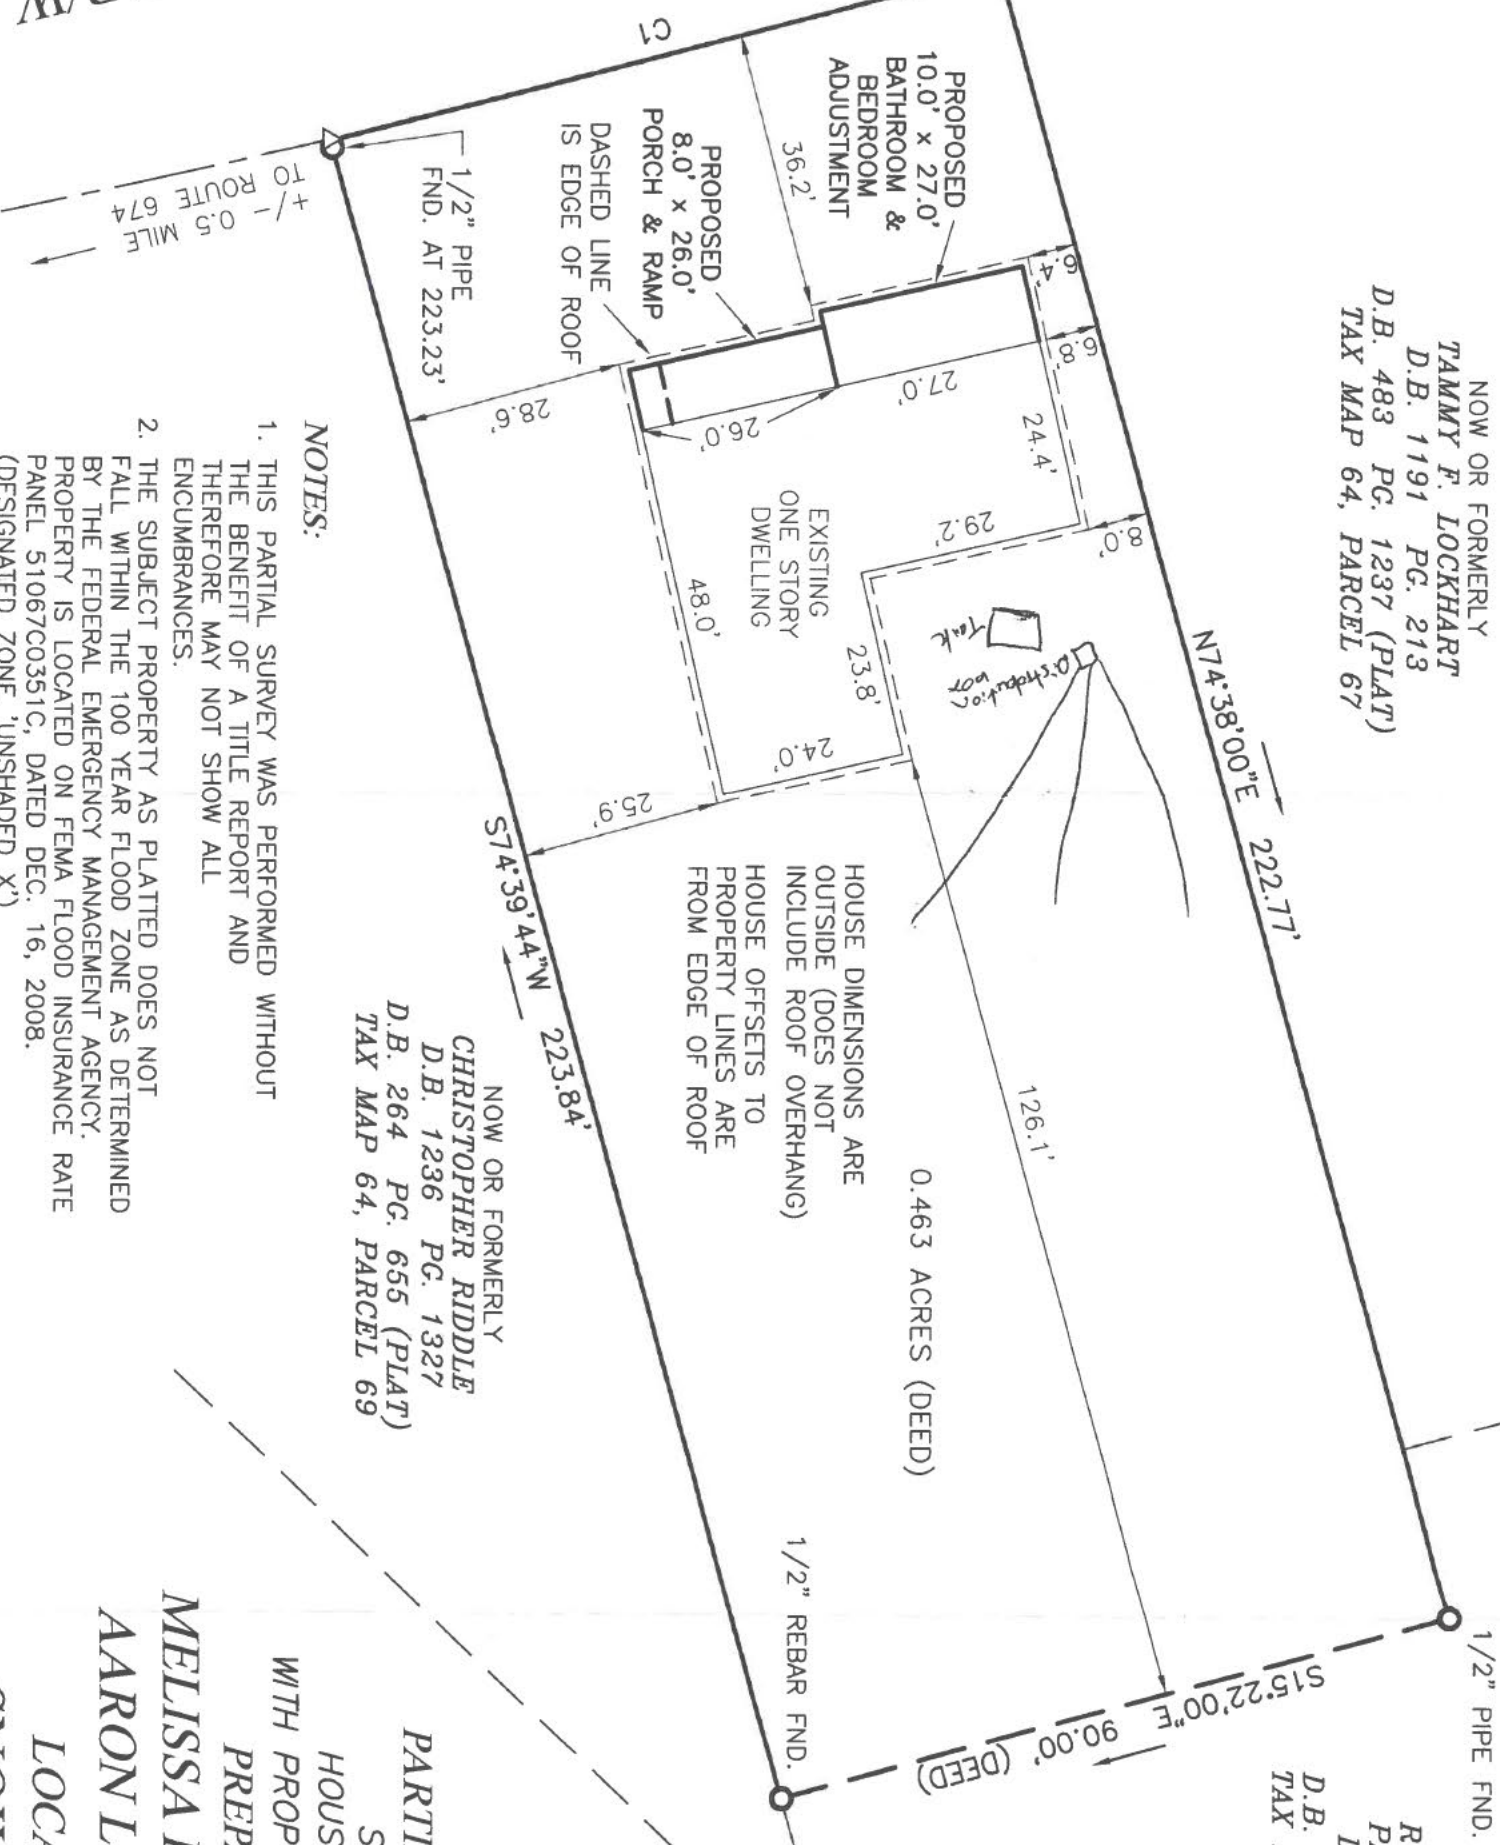 R/W
C1
NOW OR FORMERLY
TAMMY F. LOCKHART
D.B. 1191 PG. 213
D.B. 483 PG. 1237 (PLAT)
TAX MAP 64, PARCEL 67
PROPOSED
10.0' x 27.0'
BATHROOM &
BEDROOM
ADJUSTMENT
36.2'
PROPOSED
8.0' x 26.0'
PORCH & RAMP
DASHED LINE
IS EDGE OF ROOF
1/2" PIPE
FND. AT 223.23'
+/- 0.5 MILE
TO ROUTE 674
6.4'
6.8'
8.0'
27.0'
26.0'
24.4'
29.2'
28.6'
EXISTING
ONE STORY
DWELLING
48.0'
23.8'
24.0'
25.9'
Tank
Distribution
box
N74°38'00"E 222.77'
S74°39'44"W 223.84'
HOUSE DIMENSIONS ARE
OUTSIDE (DOES NOT
INCLUDE ROOF OVERHANG)
HOUSE OFFSETS TO
PROPERTY LINES ARE
FROM EDGE OF ROOF
126.1'
0.463 ACRES (DEED)
NOW OR FORMERLY
CHRISTOPHER RIDDLE
D.B. 1236 PG. 1327
D.B. 264 PG. 655 (PLAT)
TAX MAP 64, PARCEL 69
NOTES:
1. THIS PARTIAL SURVEY WAS PERFORMED WITHOUT
THE BENEFIT OF A TITLE REPORT AND
THEREFORE MAY NOT SHOW ALL
ENCUMBRANCES.
2. THE SUBJECT PROPERTY AS PLATTED DOES NOT
FALL WITHIN THE 100 YEAR FLOOD ZONE AS DETERMINED
BY THE FEDERAL EMERGENCY MANAGEMENT AGENCY.
PROPERTY IS LOCATED ON FEMA FLOOD INSURANCE RATE
PANEL 51067C0351C, DATED DEC. 16, 2008.
(DESIGNATED ZONE 'UNSHADED X')
1/2" REBAR FND.
S15°22'00"E 90.00' (DEED)
1/2" PIPE FND.
D.B.
TAX
PARTI
HOUS
WITH PROP
PREPA
MELISSA
AARON L
LOCA